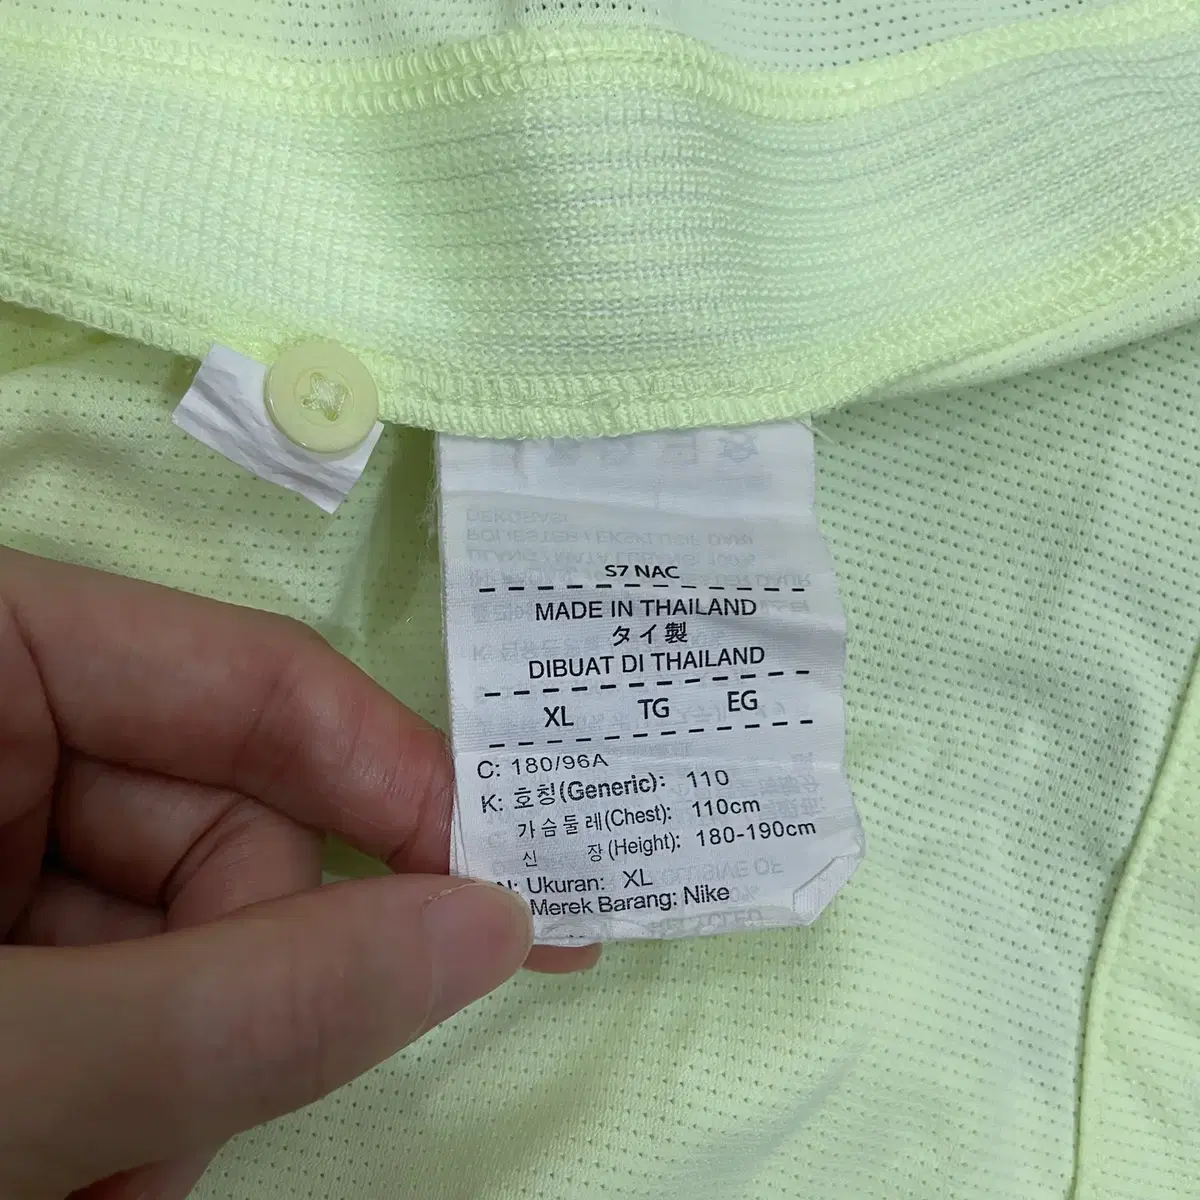 S7 NAC
MADE IN THAILAND
タイ製
DIBUAT DI THAILAND
XL TG EG
C: 180/96A
K: 호칭(Generic): 110
가슴둘레(Chest): 110cm
신 장(Height): 180-190cm
N: Ukuran: XL
Merek Barang: Nike